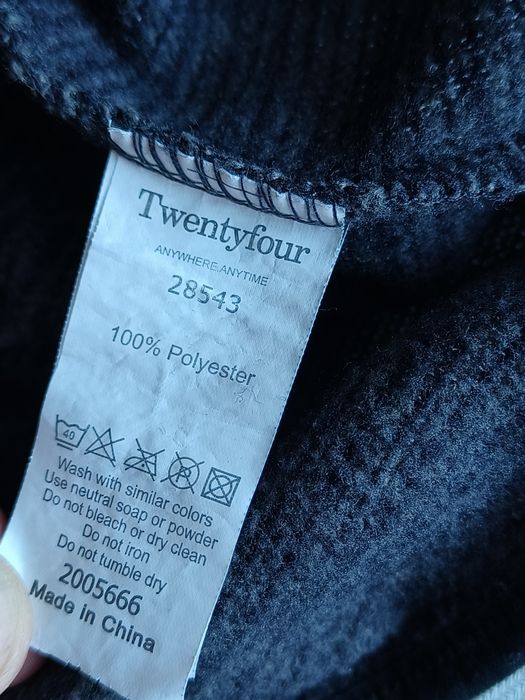 Twentyfour
ANYWHERE.ANYTIME
28543
100% Polyester
40 P
Wash with similar colors
Use neutral soap or powder
Do not bleach or dry clean
Do not iron
Do not tumble dry
2005666
Made in China